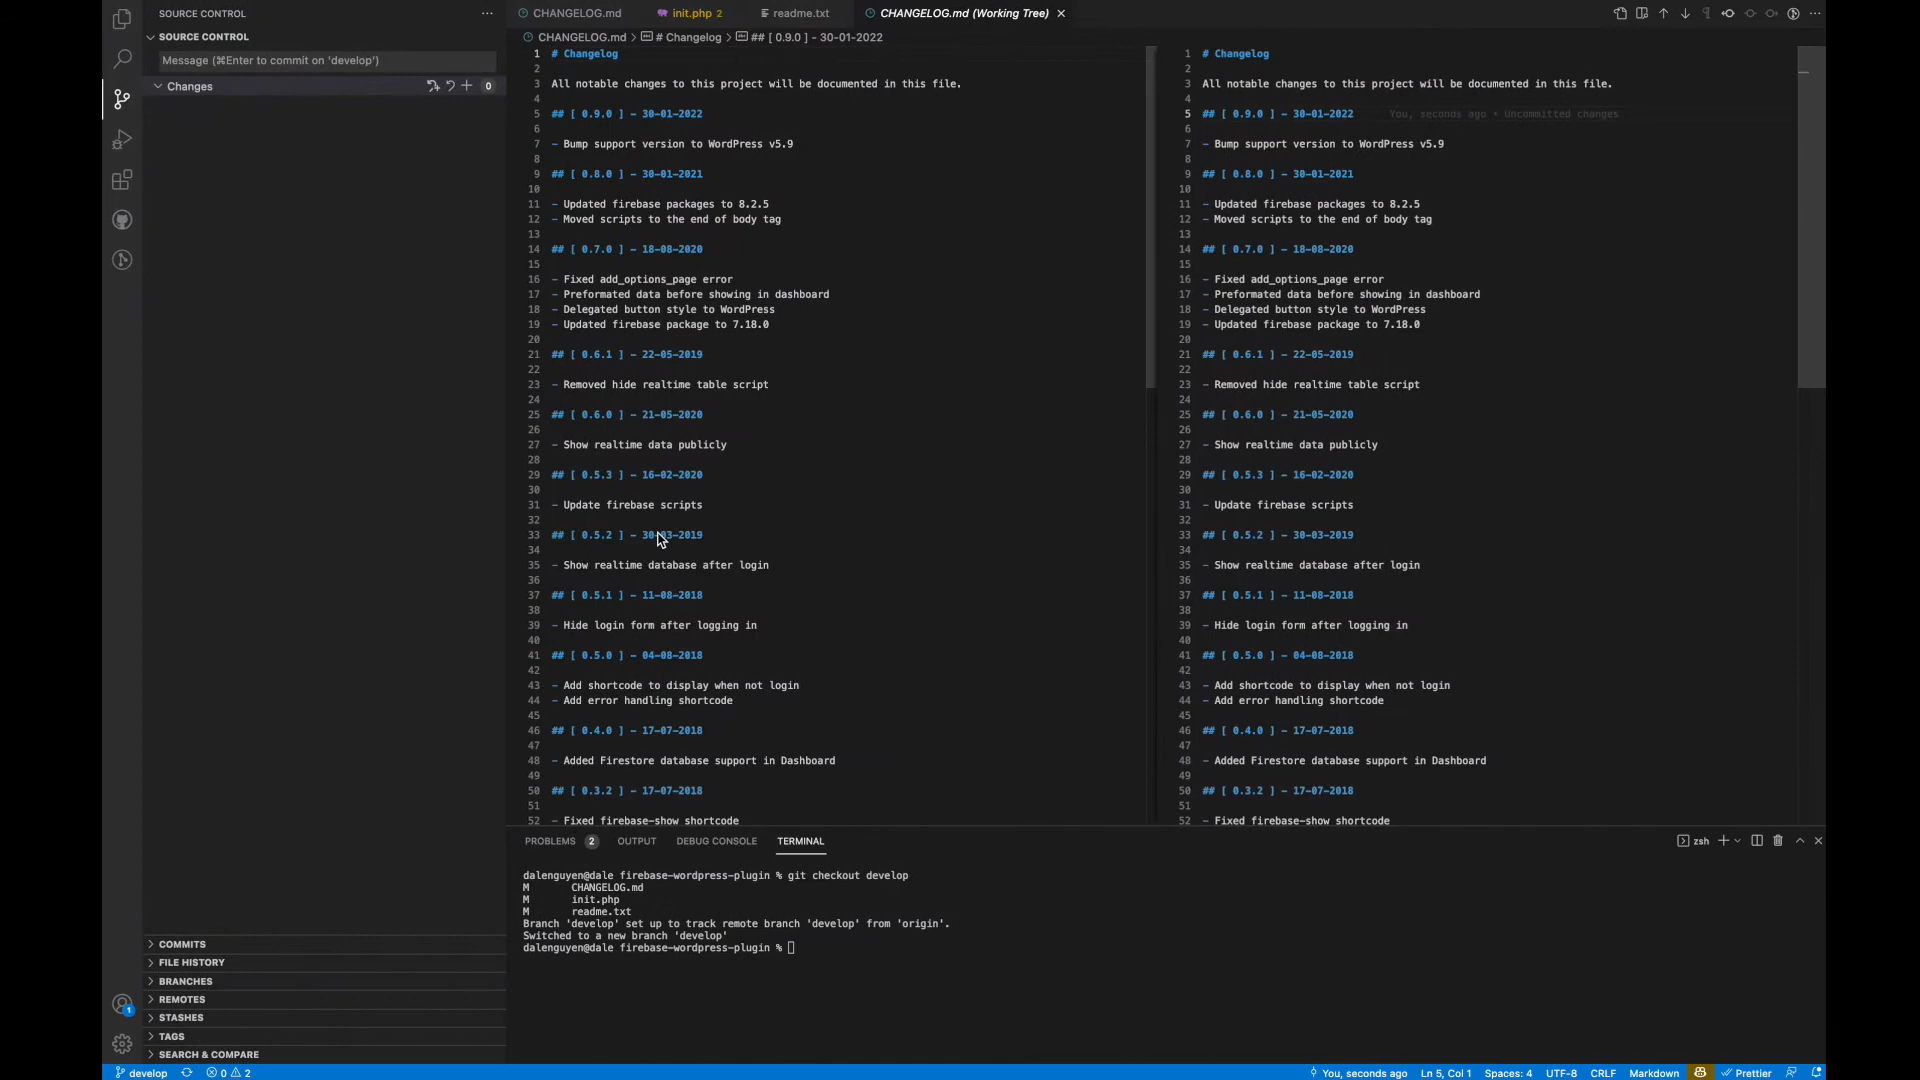 SOURCE CONTROL
SOURCE CONTROL
Message (⌘Enter to commit on 'develop')
Changes
0
COMMITS
FILE HISTORY
BRANCHES
REMOTES
STASHES
TAGS
SEARCH & COMPARE
1
CHANGELOG.md
init.php 2
readme.txt
CHANGELOG.md (Working Tree)
CHANGELOG.md > # Changelog > ## [ 0.9.0 ] - 30-01-2022
1 # Changelog
2
3 All notable changes to this project will be documented in this file.
4
5 ## [ 0.9.0 ] - 30-01-2022
6
7 - Bump support version to WordPress v5.9
8
9 ## [ 0.8.0 ] - 30-01-2021
10
11 - Updated firebase packages to 8.2.5
12 - Moved scripts to the end of body tag
13
14 ## [ 0.7.0 ] - 18-08-2020
15
16 - Fixed add_options_page error
17 - Preformated data before showing in dashboard
18 - Delegated button style to WordPress
19 - Updated firebase package to 7.18.0
20
21 ## [ 0.6.1 ] - 22-05-2019
22
23 - Removed hide realtime table script
24
25 ## [ 0.6.0 ] - 21-05-2020
26
27 - Show realtime data publicly
28
29 ## [ 0.5.3 ] - 16-02-2020
30
31 - Update firebase scripts
32
33 ## [ 0.5.2 ] - 30-03-2019
34
35 - Show realtime database after login
36
37 ## [ 0.5.1 ] - 11-08-2018
38
39 - Hide login form after logging in
40
41 ## [ 0.5.0 ] - 04-08-2018
42
43 - Add shortcode to display when not login
44 - Add error handling shortcode
45
46 ## [ 0.4.0 ] - 17-07-2018
47
48 - Added Firestore database support in Dashboard
49
50 ## [ 0.3.2 ] - 17-07-2018
51
52 - Fixed firebase-show shortcode
1 # Changelog
2
3 All notable changes to this project will be documented in this file.
4
5 ## [ 0.9.0 ] - 30-01-2022 You, seconds ago • Uncommitted changes
6
7 - Bump support version to WordPress v5.9
8
9 ## [ 0.8.0 ] - 30-01-2021
10
11 - Updated firebase packages to 8.2.5
12 - Moved scripts to the end of body tag
13
14 ## [ 0.7.0 ] - 18-08-2020
15
16 - Fixed add_options_page error
17 - Preformated data before showing in dashboard
18 - Delegated button style to WordPress
19 - Updated firebase package to 7.18.0
20
21 ## [ 0.6.1 ] - 22-05-2019
22
23 - Removed hide realtime table script
24
25 ## [ 0.6.0 ] - 21-05-2020
26
27 - Show realtime data publicly
28
29 ## [ 0.5.3 ] - 16-02-2020
30
31 - Update firebase scripts
32
33 ## [ 0.5.2 ] - 30-03-2019
34
35 - Show realtime database after login
36
37 ## [ 0.5.1 ] - 11-08-2018
38
39 - Hide login form after logging in
40
41 ## [ 0.5.0 ] - 04-08-2018
42
43 - Add shortcode to display when not login
44 - Add error handling shortcode
45
46 ## [ 0.4.0 ] - 17-07-2018
47
48 - Added Firestore database support in Dashboard
49
50 ## [ 0.3.2 ] - 17-07-2018
51
52 - Fixed firebase-show shortcode
PROBLEMS 2 OUTPUT DEBUG CONSOLE TERMINAL
zsh
dalenguyen@dale firebase-wordpress-plugin % git checkout develop
M CHANGELOG.md
M init.php
M readme.txt
Branch 'develop' set up to track remote branch 'develop' from 'origin'.
Switched to a new branch 'develop'
dalenguyen@dale firebase-wordpress-plugin %
develop 0 2
You, seconds ago Ln 5, Col 1 Spaces: 4 UTF-8 CRLF Markdown Prettier